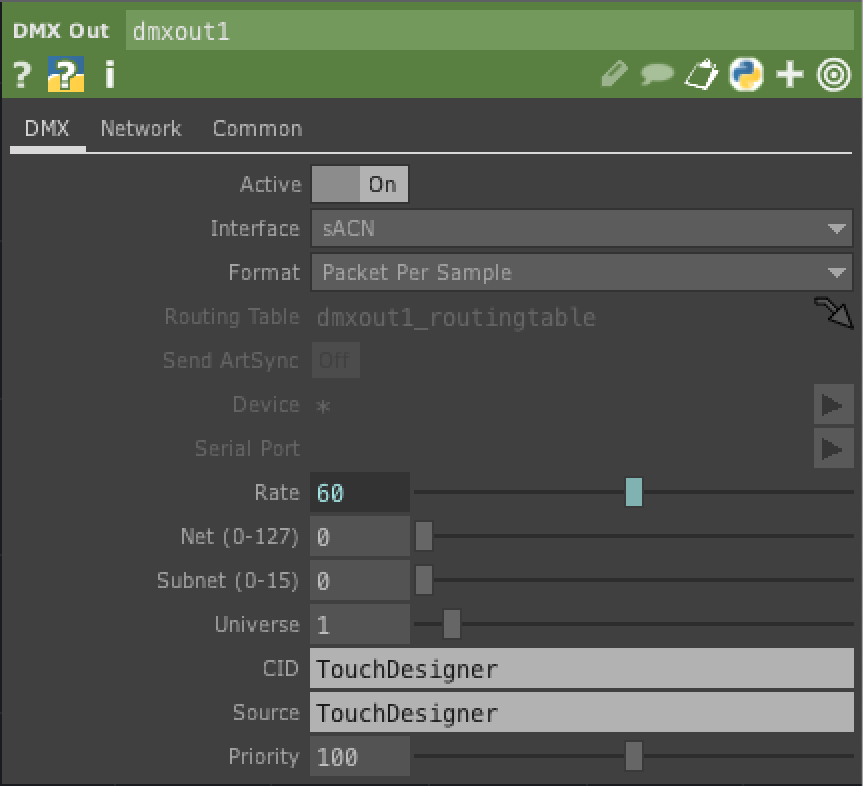 DMX Out dmxout1
? ? i
DMX Network Common
Active On
Interface sACN
Format Packet Per Sample
Routing Table dmxout1_routingtable
Send ArtSync Off
Device *
Serial Port
Rate 60
Net (0-127) 0
Subnet (0-15) 0
Universe 1
CID TouchDesigner
Source TouchDesigner
Priority 100